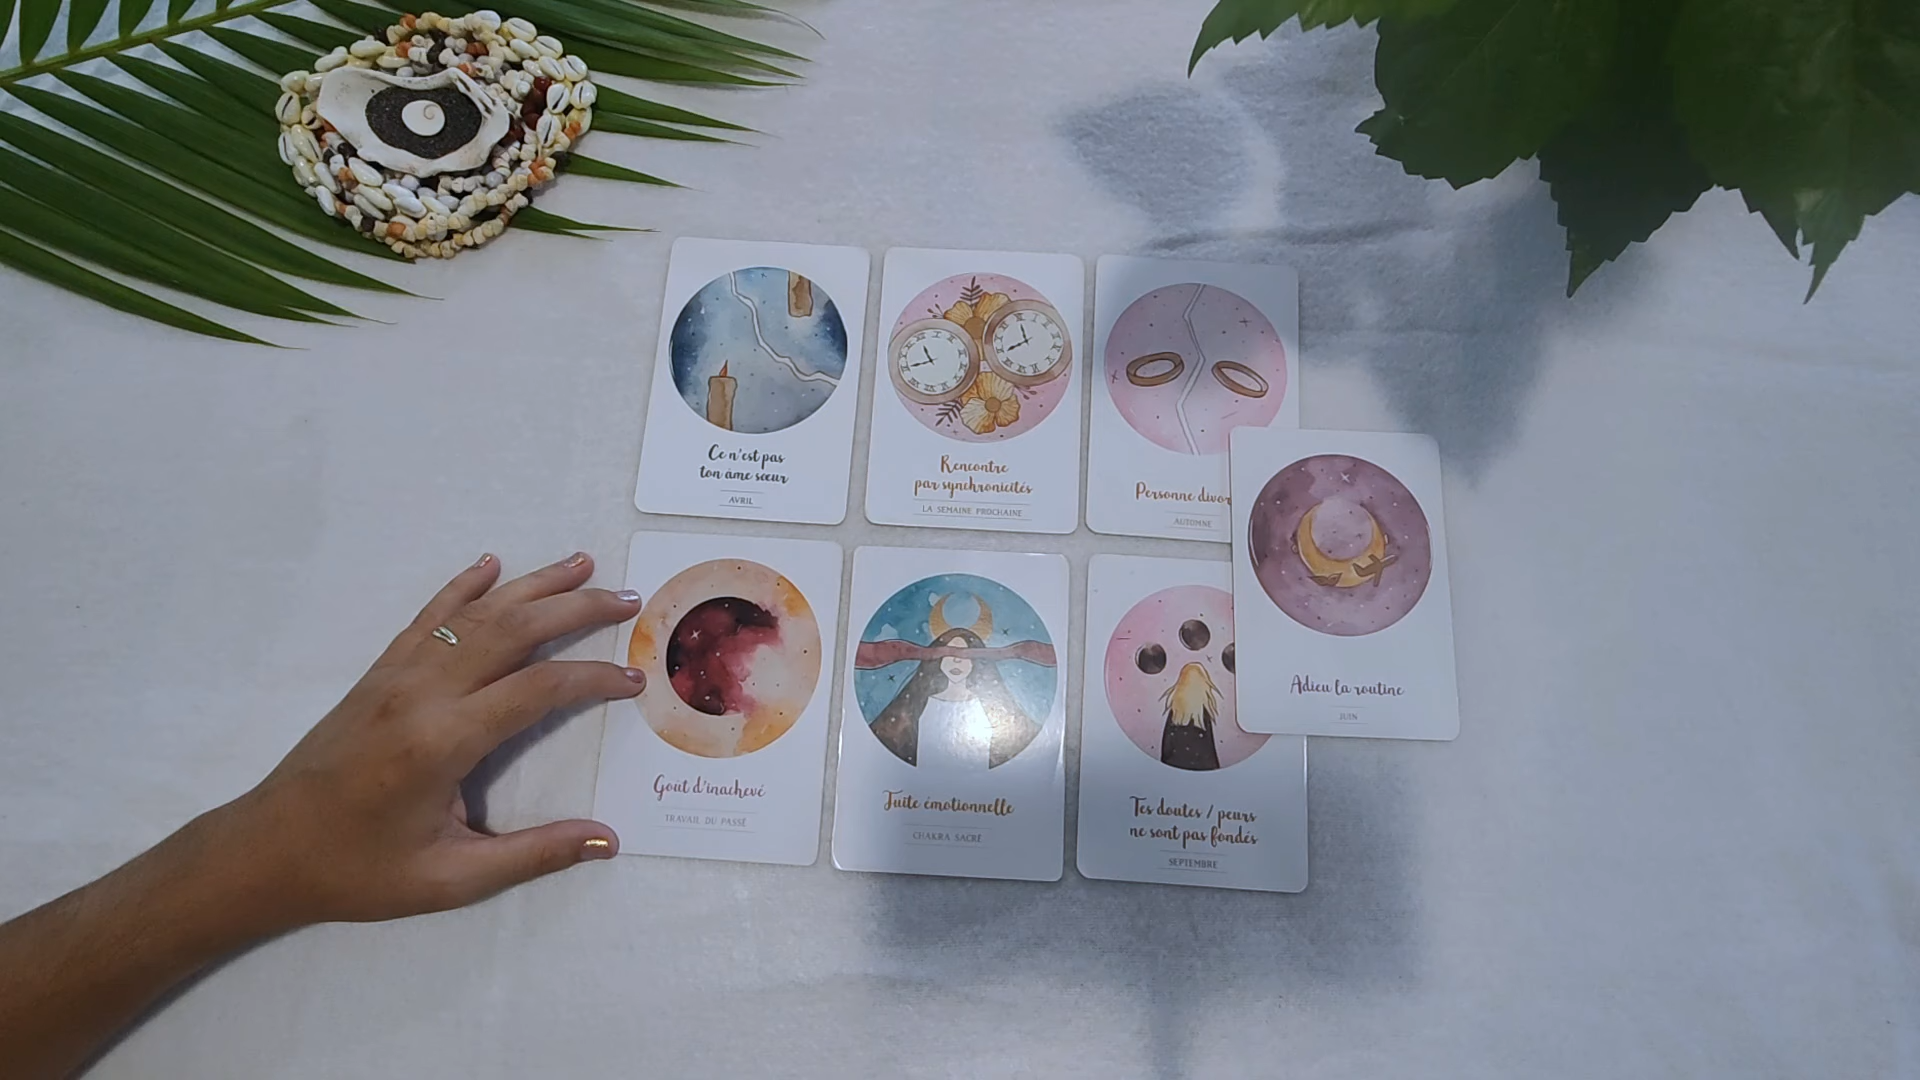 Ce n'est pas
ton âme sœur
AVRIL
Rencontre
par synchronicités
LA SEMAINE PROCHAINE
Personne divor
AUTOMNE
Adieu la routine
JUIN
Goût d'inachevé
TRAVAIL DU PASSÉ
Fuite émotionnelle
CHAKRA SACRÉ
Tes doutes / peurs
ne sont pas fondés
SEPTEMBRE